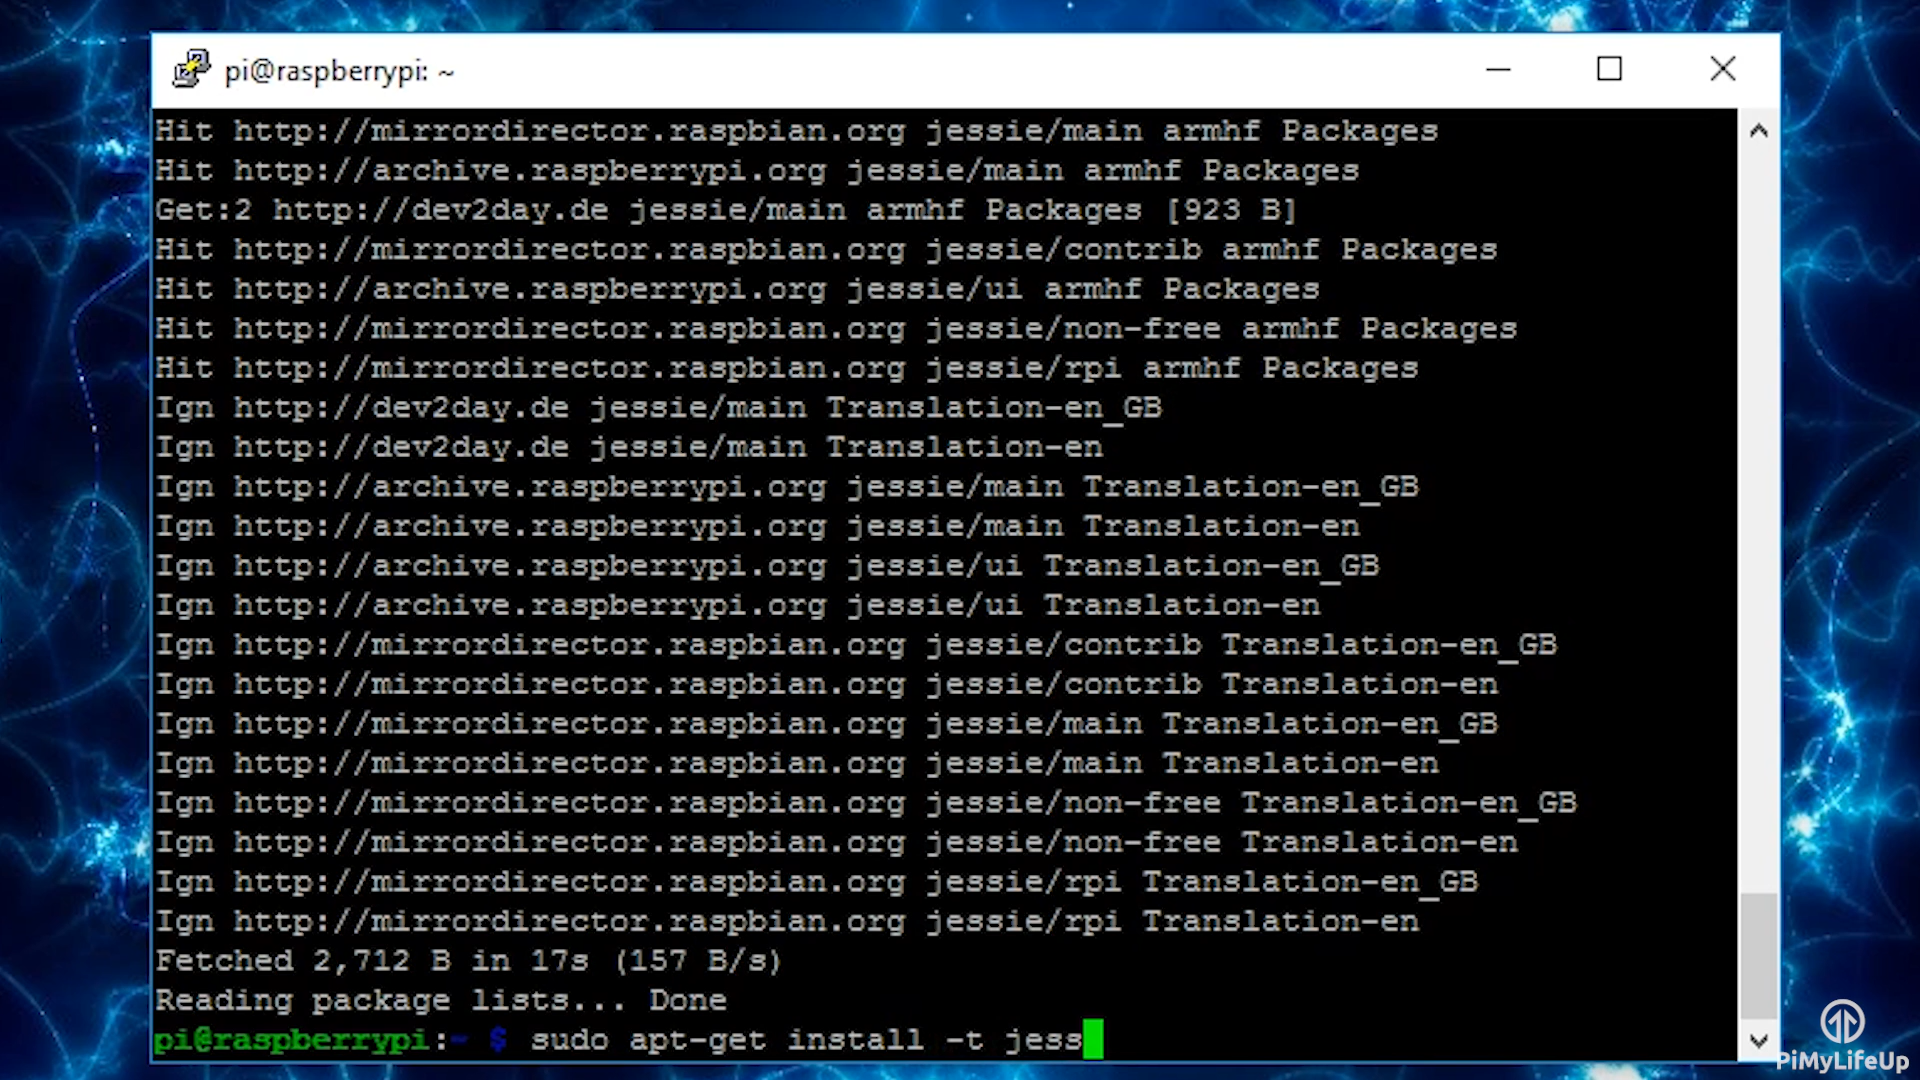 pi@raspberrypi: ~
Hit http://mirrordirector.raspbian.org jessie/main armhf Packages
Hit http://archive.raspberrypi.org jessie/main armhf Packages
Get:2 http://dev2day.de jessie/main armhf Packages [923 B]
Hit http://mirrordirector.raspbian.org jessie/contrib armhf Packages
Hit http://archive.raspberrypi.org jessie/ui armhf Packages
Hit http://mirrordirector.raspbian.org jessie/non-free armhf Packages
Hit http://mirrordirector.raspbian.org jessie/rpi armhf Packages
Ign http://dev2day.de jessie/main Translation-en_GB
Ign http://dev2day.de jessie/main Translation-en
Ign http://archive.raspberrypi.org jessie/main Translation-en_GB
Ign http://archive.raspberrypi.org jessie/main Translation-en
Ign http://archive.raspberrypi.org jessie/ui Translation-en_GB
Ign http://archive.raspberrypi.org jessie/ui Translation-en
Ign http://mirrordirector.raspbian.org jessie/contrib Translation-en_GB
Ign http://mirrordirector.raspbian.org jessie/contrib Translation-en
Ign http://mirrordirector.raspbian.org jessie/main Translation-en_GB
Ign http://mirrordirector.raspbian.org jessie/main Translation-en
Ign http://mirrordirector.raspbian.org jessie/non-free Translation-en_GB
Ign http://mirrordirector.raspbian.org jessie/non-free Translation-en
Ign http://mirrordirector.raspbian.org jessie/rpi Translation-en_GB
Ign http://mirrordirector.raspbian.org jessie/rpi Translation-en
Fetched 2,712 B in 17s (157 B/s)
Reading package lists... Done
pi@raspberrypi:~ $ sudo apt-get install -t jess
PiMyLifeUp